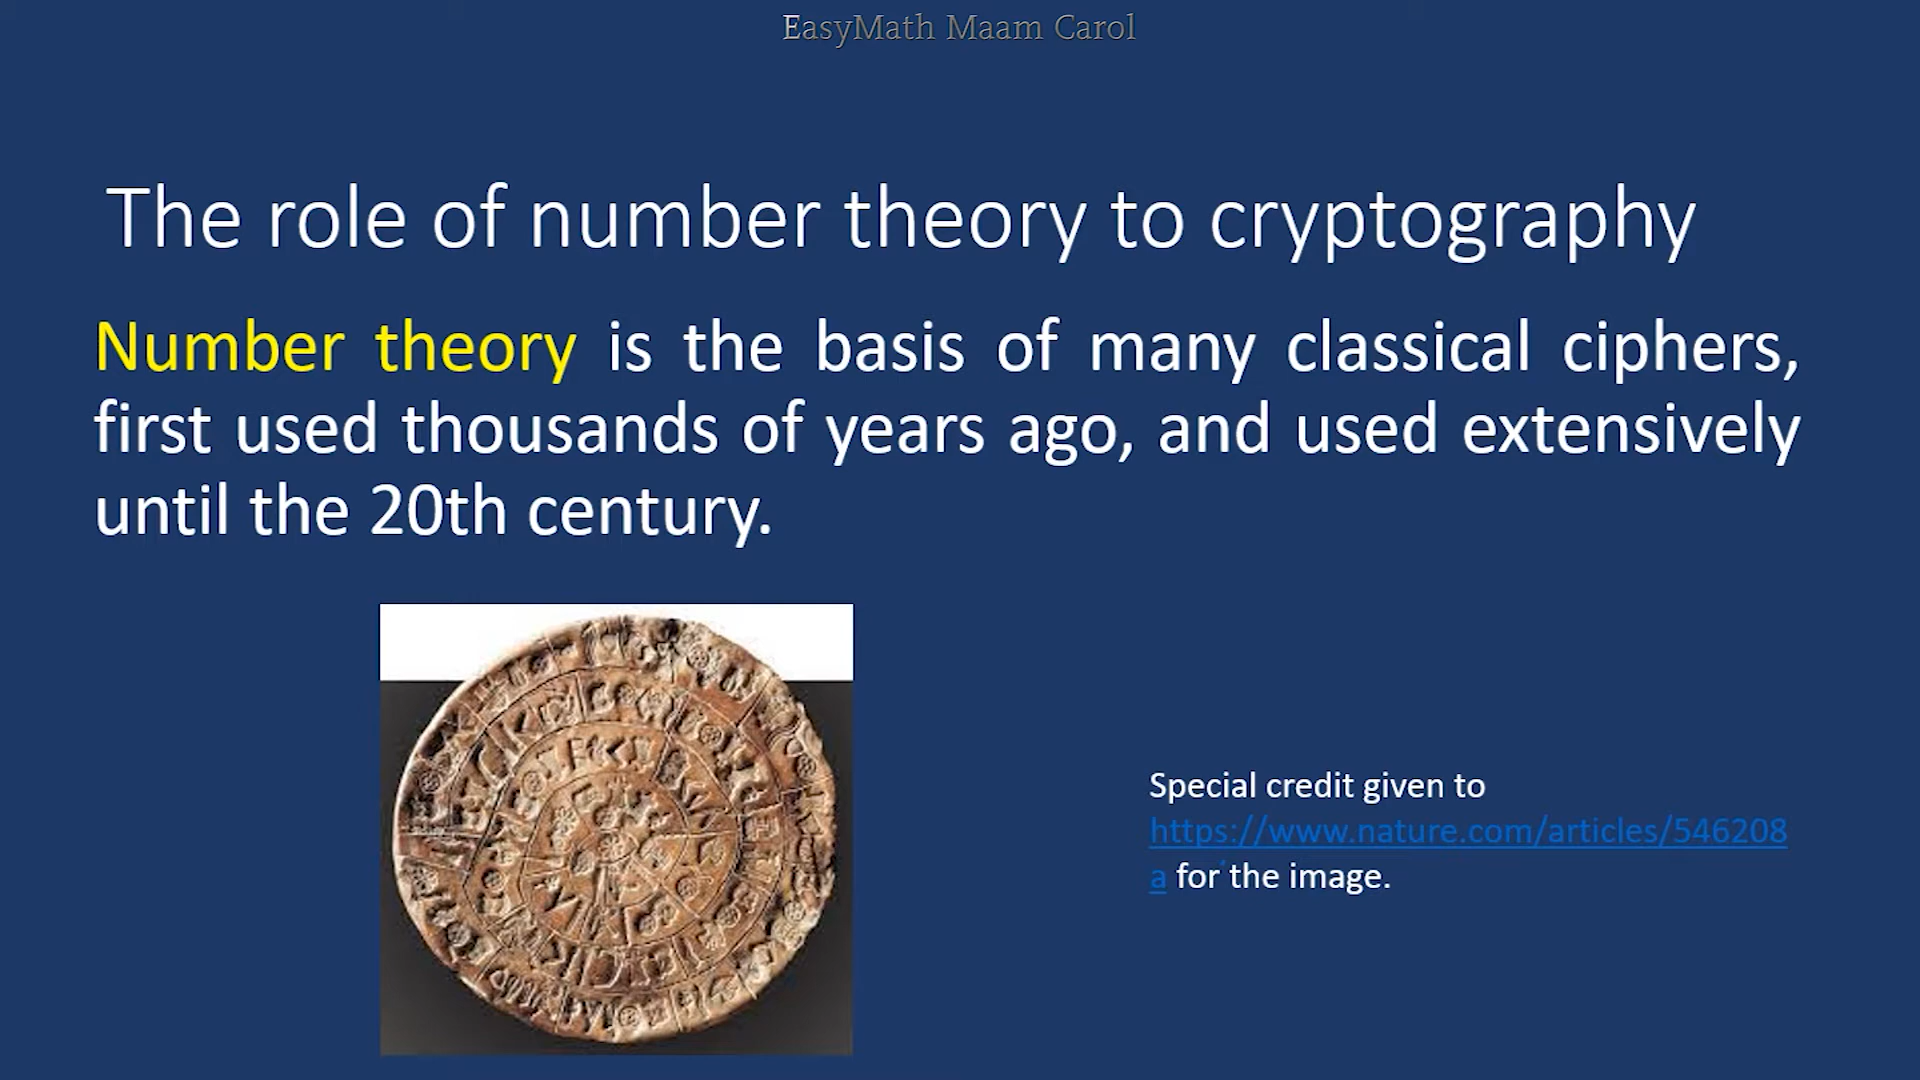 EasyMath Maam Carol
The role of number theory to cryptography
Number theory is the basis of many classical ciphers,
first used thousands of years ago, and used extensively
until the 20th century.
Special credit given to
https://www.nature.com/articles/546208
a for the image.